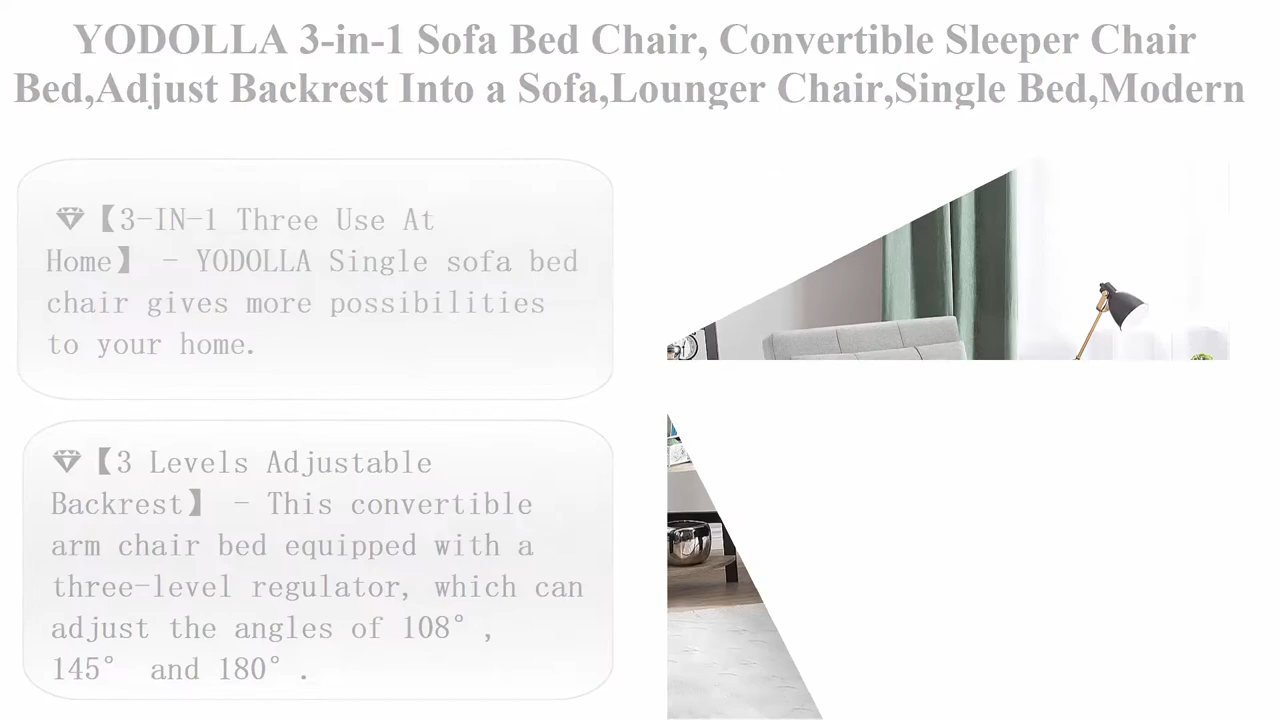 YODOLLA 3-in-1 Sofa Bed Chair, Convertible Sleeper Chair
Bed,Adjust Backrest Into a Sofa,Lounger Chair,Single Bed,Modern
💎【3-IN-1 Three Use At
Home】 - YODOLLA Single sofa bed
chair gives more possibilities
to your home.
💎【3 Levels Adjustable
Backrest】 - This convertible
arm chair bed equipped with a
three-level regulator, which can
adjust the angles of 108°,
145° and 180°.